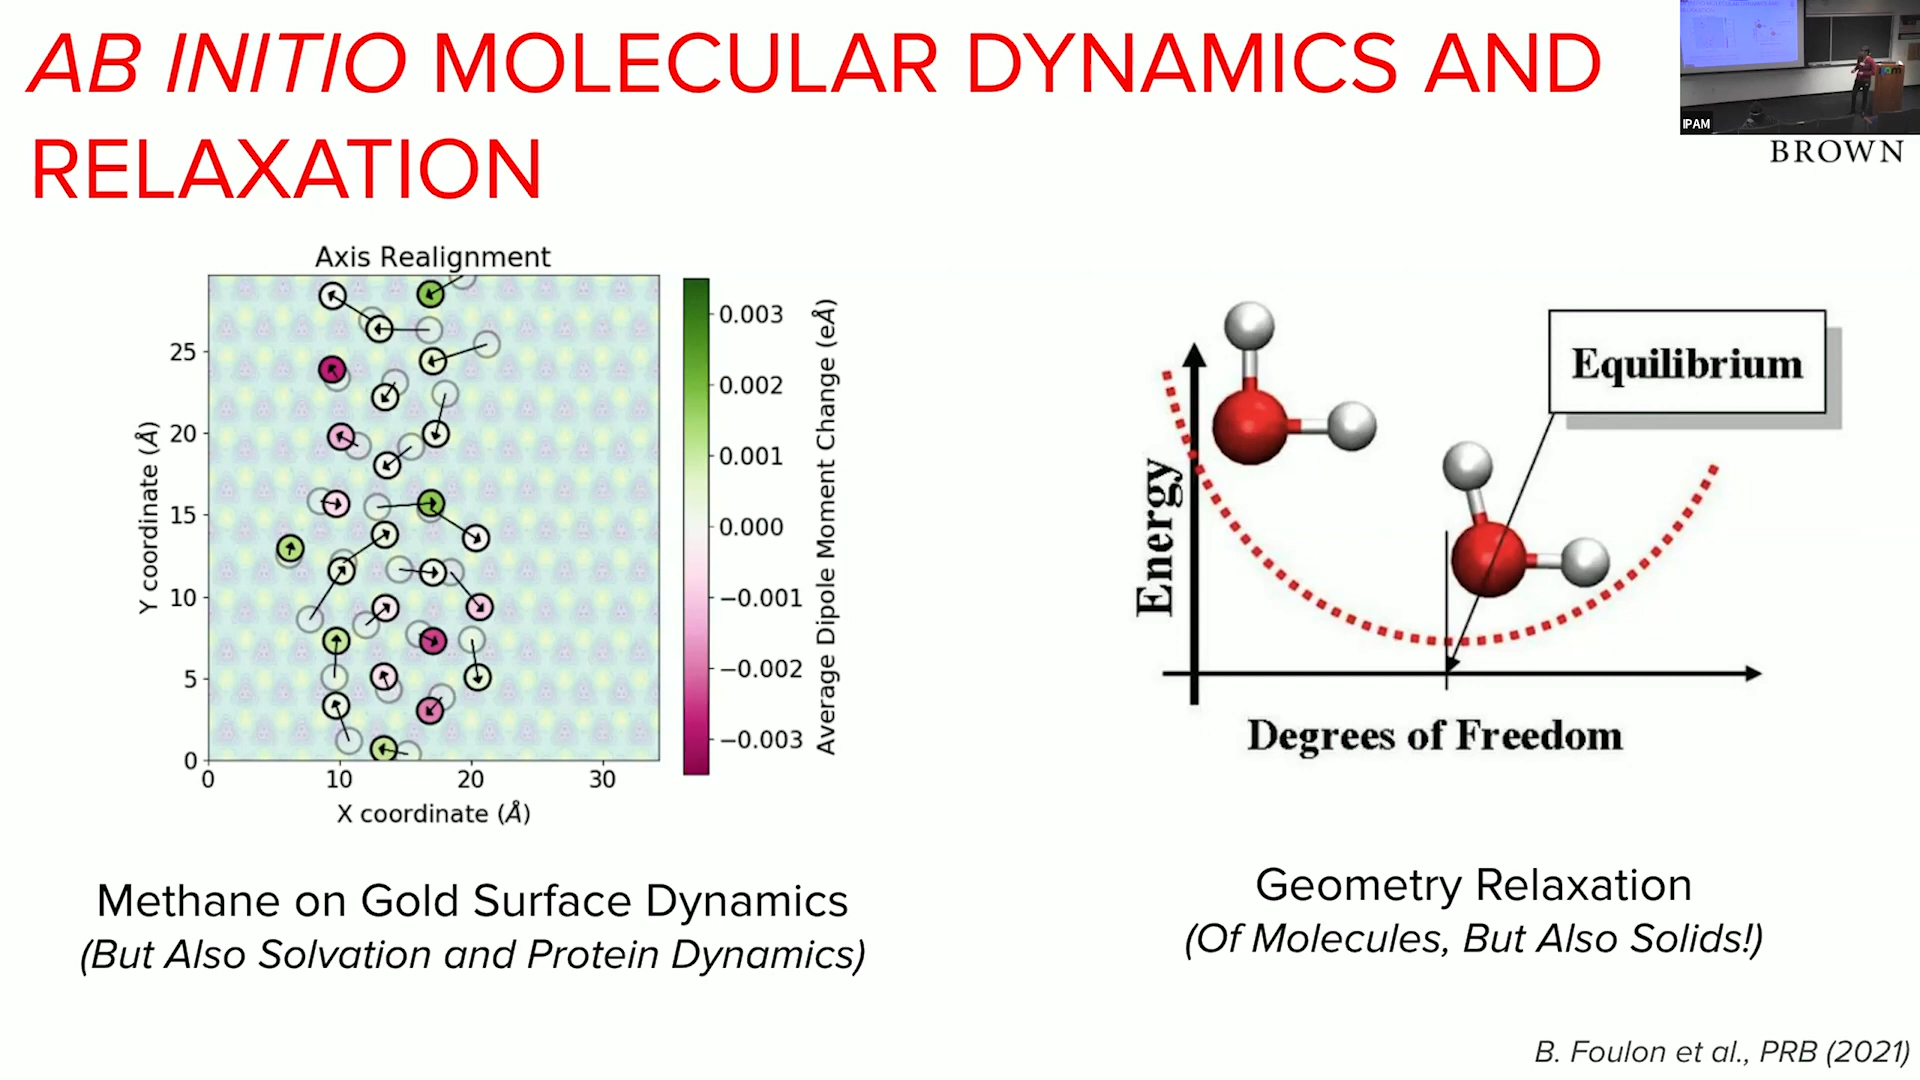 AB INITIO MOLECULAR DYNAMICS AND
RELAXATION
IPAM
BROWN
Axis Realignment
25
20
15
10
5
0
0
10
20
30
Y coordinate (Å)
X coordinate (Å)
0.003
0.002
0.001
0.000
−0.001
−0.002
−0.003
Average Dipole Moment Change (eÅ)
Equilibrium
Energy
Degrees of Freedom
Methane on Gold Surface Dynamics
(But Also Solvation and Protein Dynamics)
Geometry Relaxation
(Of Molecules, But Also Solids!)
B. Foulon et al., PRB (2021)